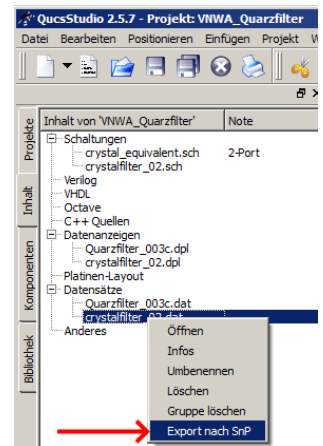 QucsStudio 2.5.7 - Projekt: VNWA_Quarzfilter
Datei Bearbeiten Positionieren Einfügen Projekt W
Projekte
Inhalt
Komponenten
Bibliothek
Inhalt von 'VNWA_Quarzfilter' Note
Schaltungen
crystal_equivalent.sch 2-Port
crystalfilter_02.sch
Verilog
VHDL
Octave
C++ Quellen
Datenanzeigen
Quarzfilter_003c.dpl
crystalfilter_02.dpl
Platinen-Layout
Datensätze
Quarzfilter_003c.dat
crystalfilter_02.dat
Anderes
Öffnen
Infos
Umbenennen
Löschen
Gruppe löschen
Export nach SnP